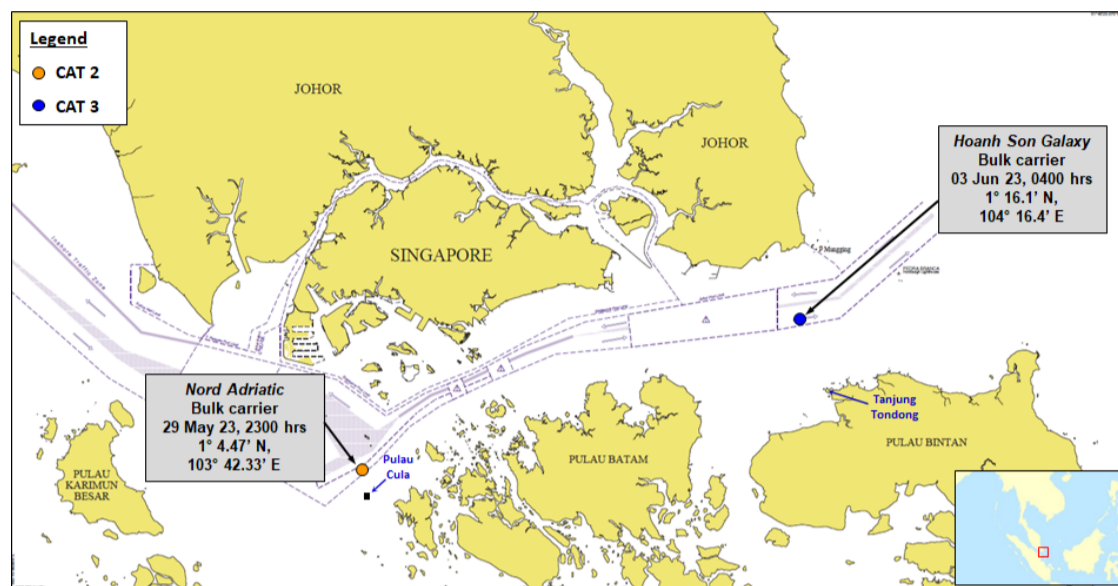 Legend
CAT 2
CAT 3
JOHOR
JOHOR
Hoanh Son Galaxy
Bulk carrier
03 Jun 23, 0400 hrs
1° 16.1’ N,
104° 16.4’ E
SINGAPORE
Nord Adriatic
Bulk carrier
29 May 23, 2300 hrs
1° 4.47’ N,
103° 42.33’ E
Pulau
Cula
Tanjung
Tondong
PULAU BATAM
PULAU BINTAN
PULAU
KARIMUN
BESAR